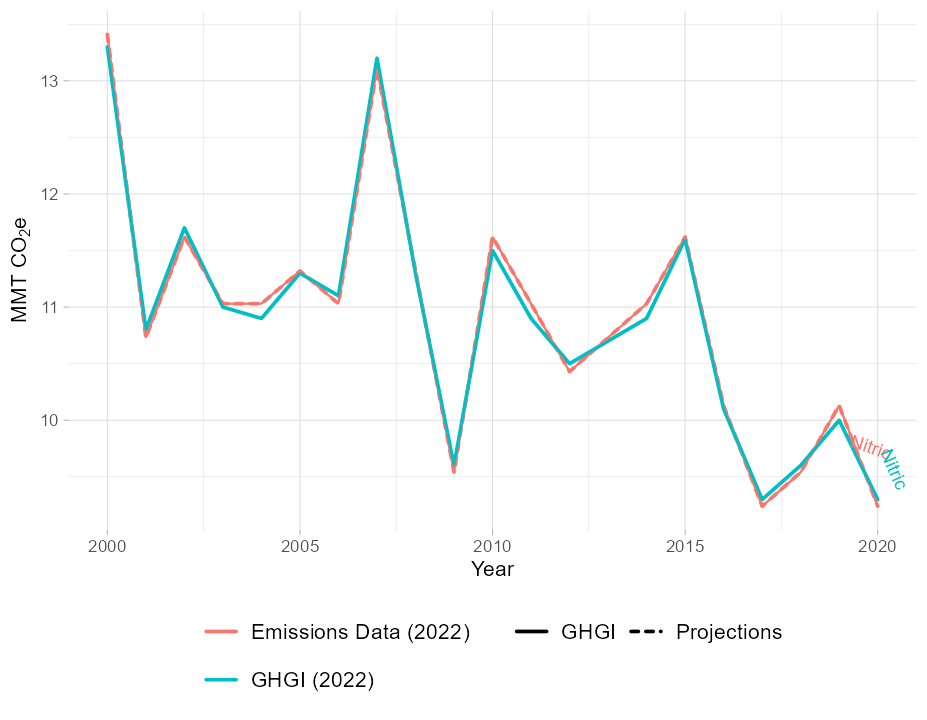 13
12
11
10
MMT CO₂e
Nitric
Nitric
2000 2005 2010 2015 2020
Year
Emissions Data (2022) GHGI Projections
GHGI (2022)